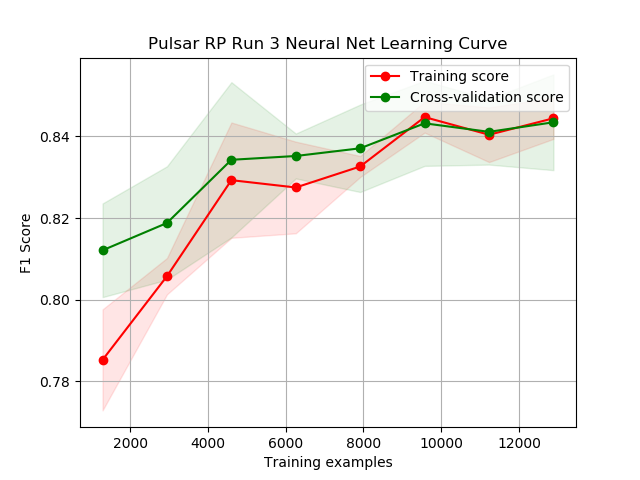 Pulsar RP Run 3 Neural Net Learning Curve
Training score
Cross-validation score
0.84
0.82
0.80
0.78
F1 Score
2000 4000 6000 8000 10000 12000
Training examples